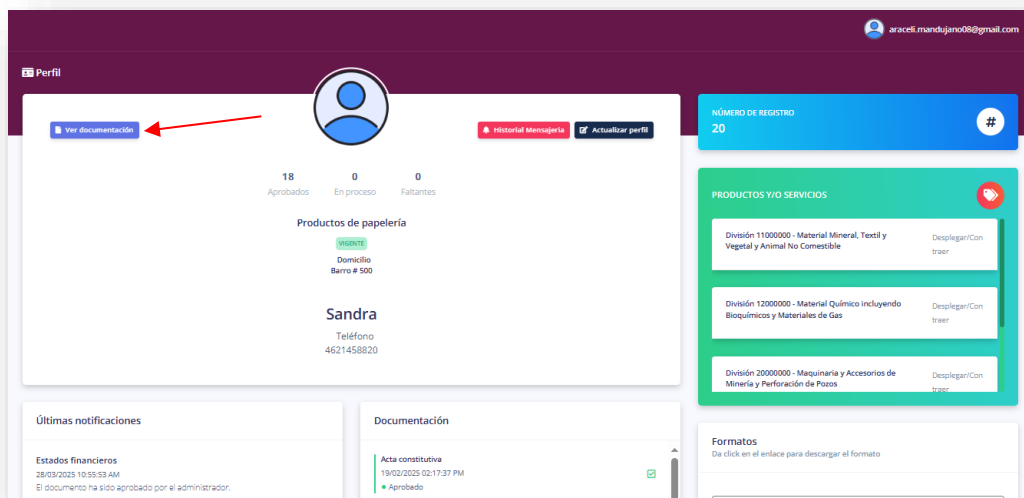 araceli.mandujano08@gmail.com
Perfil
Ver documentación
Historial Mensajeria
Actualizar perfil
18
0
0
Aprobados
En proceso
Faltantes
Productos de papelería
VIGENTE
Domicilio
Barro # 500
Sandra
Teléfono
4621458820
NÚMERO DE REGISTRO
20
#
PRODUCTOS Y/O SERVICIOS
División 11000000 - Material Mineral, Textil y
Vegetal y Animal No Comestible
Desplegar/Con
traer
División 12000000 - Material Químico incluyendo
Bioquímicos y Materiales de Gas
Desplegar/Con
traer
División 20000000 - Maquinaria y Accesorios de
Minería y Perforación de Pozos
Desplegar/Con
traer
Últimas notificaciones
Estados financieros
28/03/2025 10:55:53 AM
El documento ha sido aprobado por el administrador.
Documentación
Acta constitutiva
19/02/2025 02:17:37 PM
Aprobado
Formatos
Da click en el enlace para descargar el formato